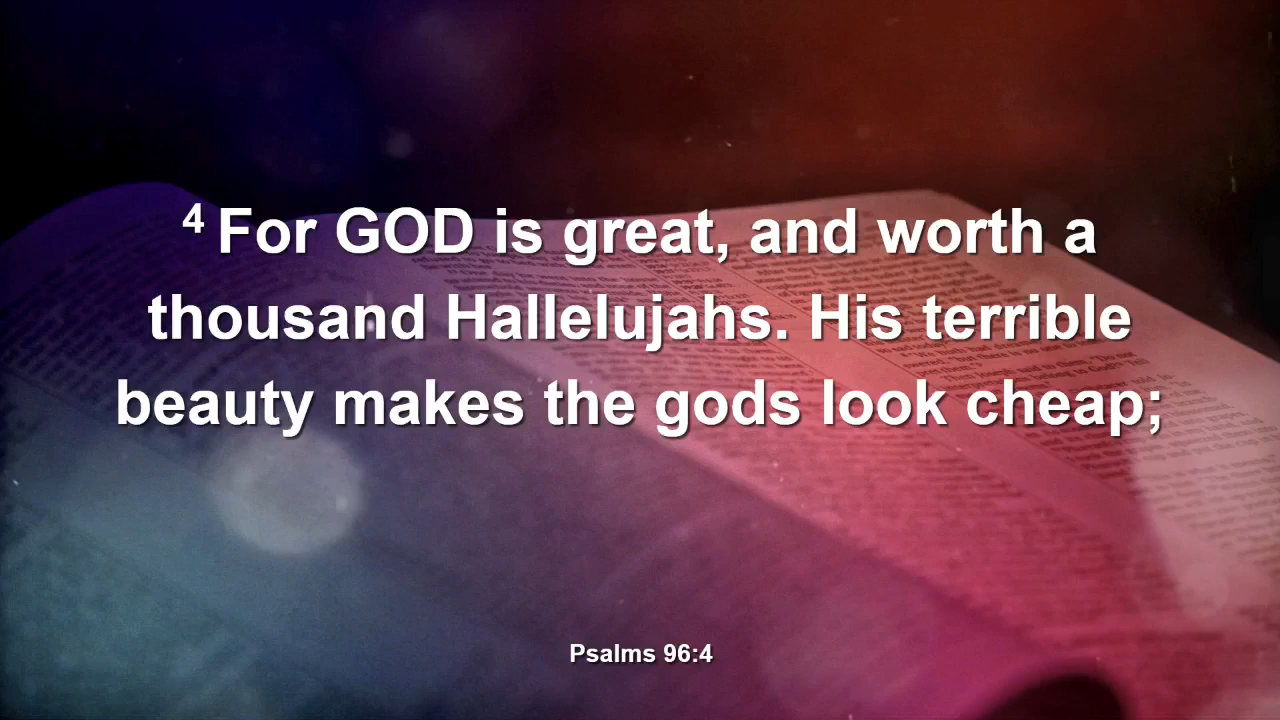 4 For GOD is great, and worth a
thousand Hallelujahs. His terrible
beauty makes the gods look cheap;
Psalms 96:4